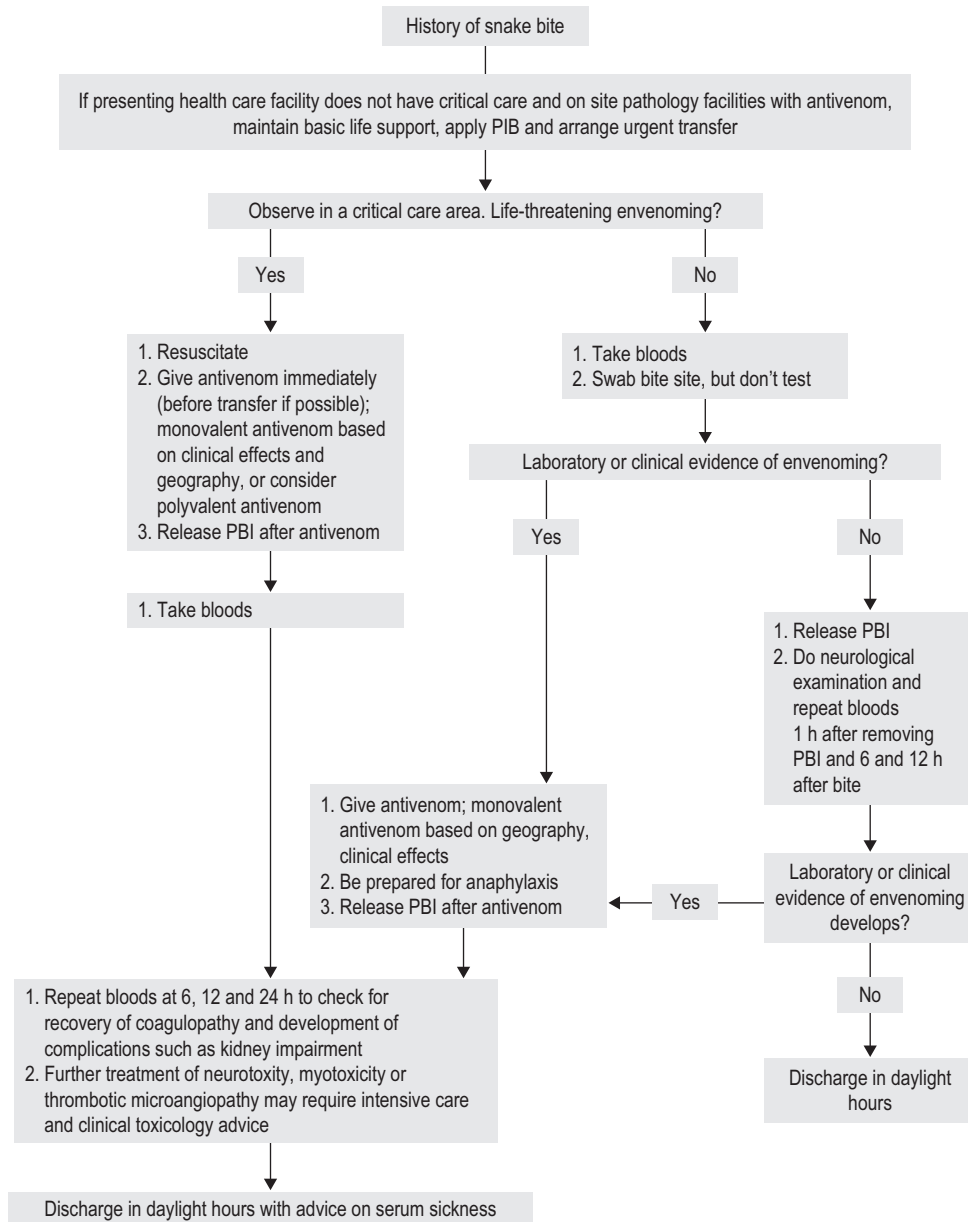 History of snake bite
If presenting health care facility does not have critical care and on site pathology facilities with antivenom,
maintain basic life support, apply PIB and arrange urgent transfer
Observe in a critical care area. Life-threatening envenoming?
Yes
No
1. Resuscitate
2. Give antivenom immediately
(before transfer if possible);
monovalent antivenom based
on clinical effects and
geography, or consider
polyvalent antivenom
3. Release PBI after antivenom
1. Take bloods
2. Swab bite site, but don't test
Laboratory or clinical evidence of envenoming?
Yes
No
1. Take bloods
1. Release PBI
2. Do neurological
examination and
repeat bloods
1 h after removing
PBI and 6 and 12 h
after bite
1. Give antivenom; monovalent
antivenom based on geography,
clinical effects
2. Be prepared for anaphylaxis
3. Release PBI after antivenom
Yes
Laboratory or clinical
evidence of envenoming
develops?
No
1. Repeat bloods at 6, 12 and 24 h to check for
recovery of coagulopathy and development of
complications such as kidney impairment
2. Further treatment of neurotoxity, myotoxicity or
thrombotic microangiopathy may require intensive care
and clinical toxicology advice
Discharge in daylight
hours
Discharge in daylight hours with advice on serum sickness